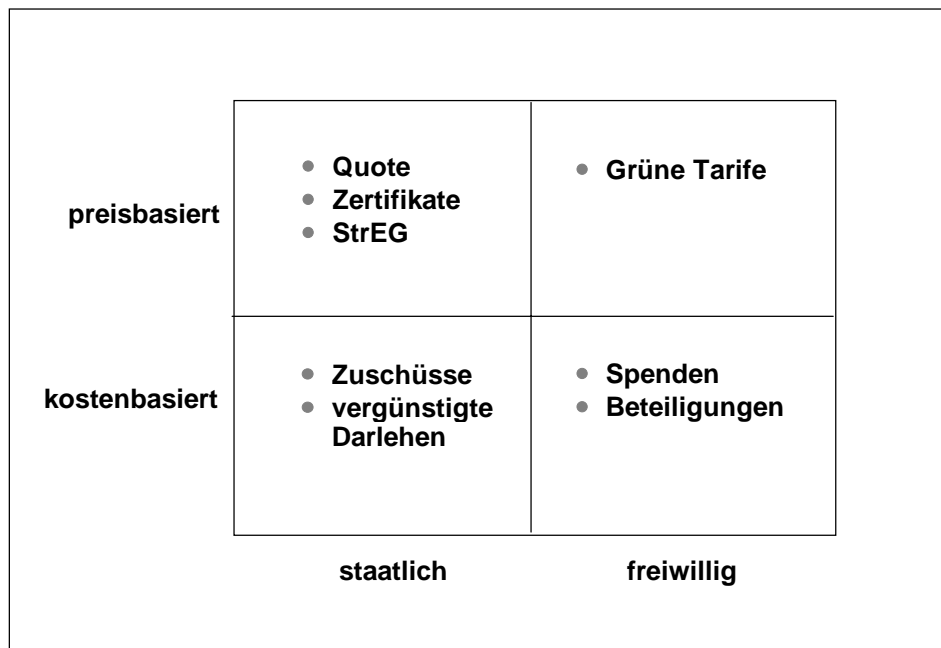 preisbasiert
• Quote
• Zertifikate
• StrEG
• Grüne Tarife
kostenbasiert
• Zuschüsse
• vergünstigte
Darlehen
• Spenden
• Beteiligungen
staatlich
freiwillig